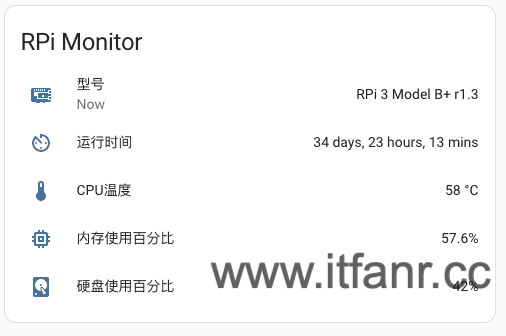 RPi Monitor
型号
Now
RPi 3 Model B+ r1.3
运行时间
34 days, 23 hours, 13 mins
CPU温度
58 °C
内存使用百分比
57.6%
硬盘使用百分比
42%
www.itfanr.cc